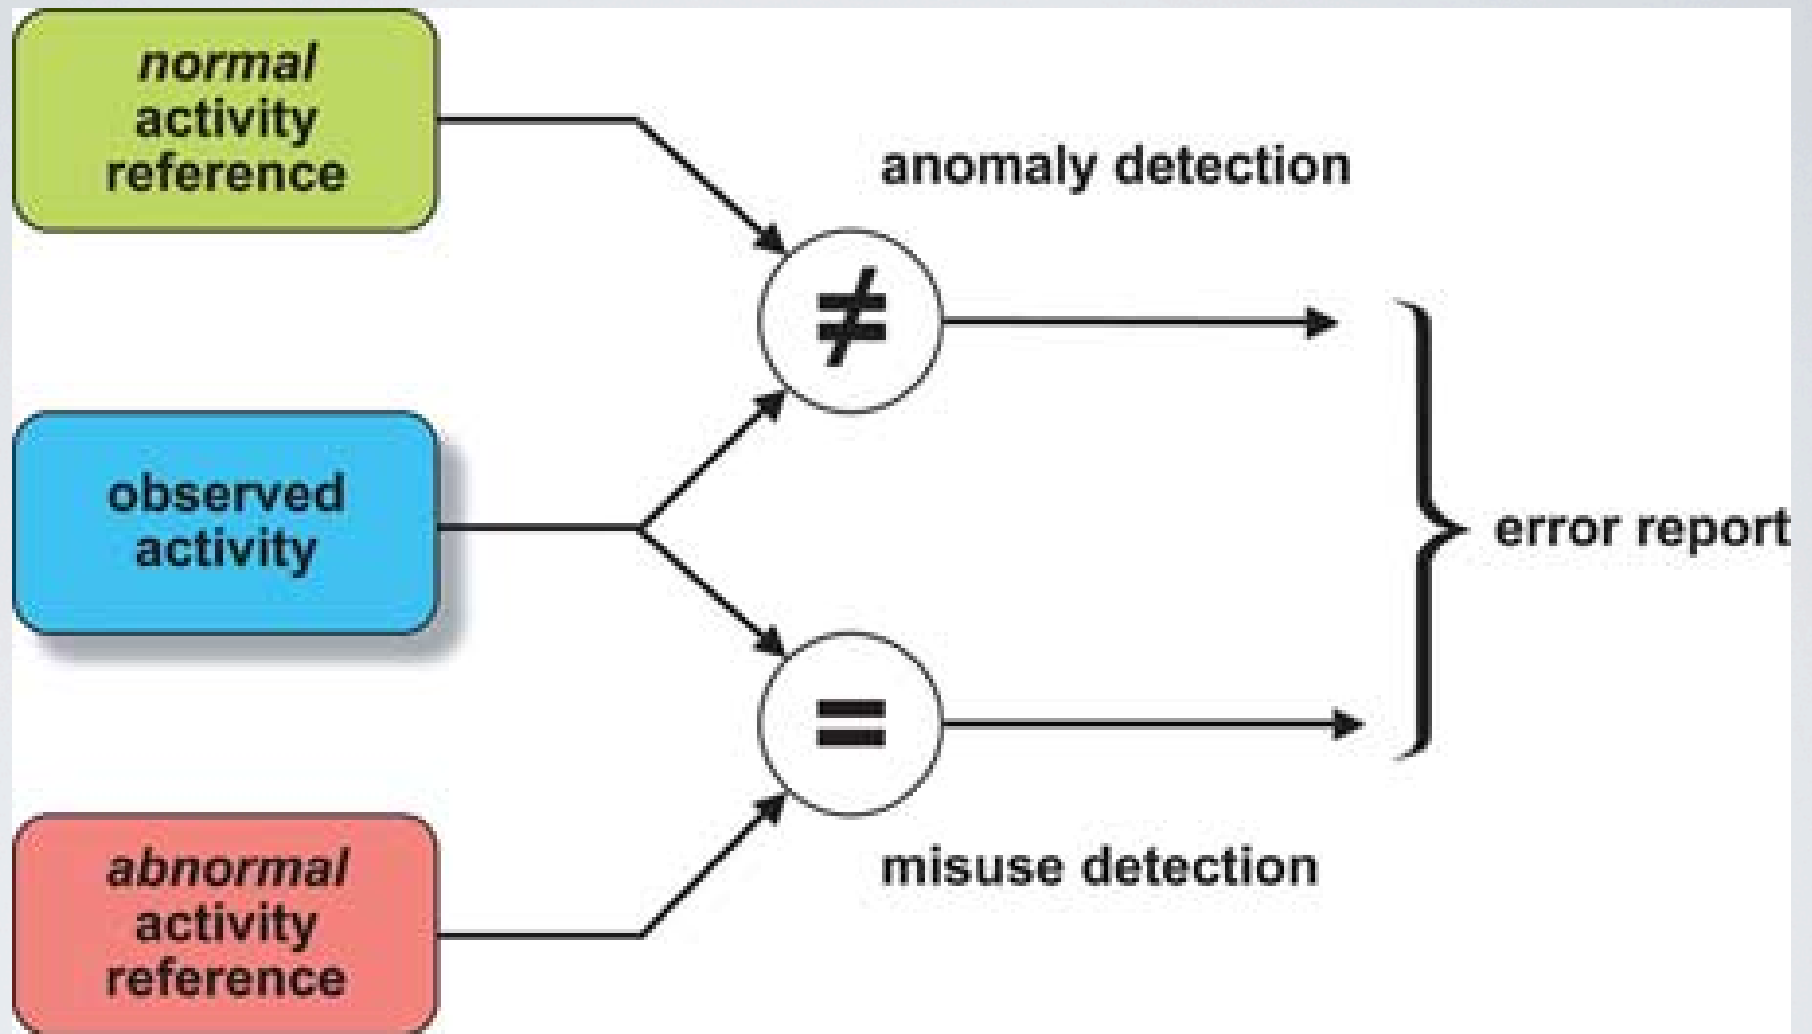 normal
activity
reference
anomaly detection
≠
observed
activity
error report
=
abnormal
activity
reference
misuse detection